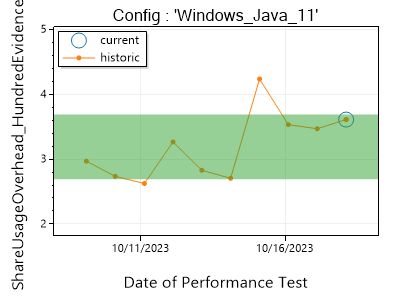 Config : 'Windows_Java_11'
ShareUsageOverhead_HundredEvidence
current
historic
5
4
3
2
10/11/2023
10/16/2023
Date of Performance Test